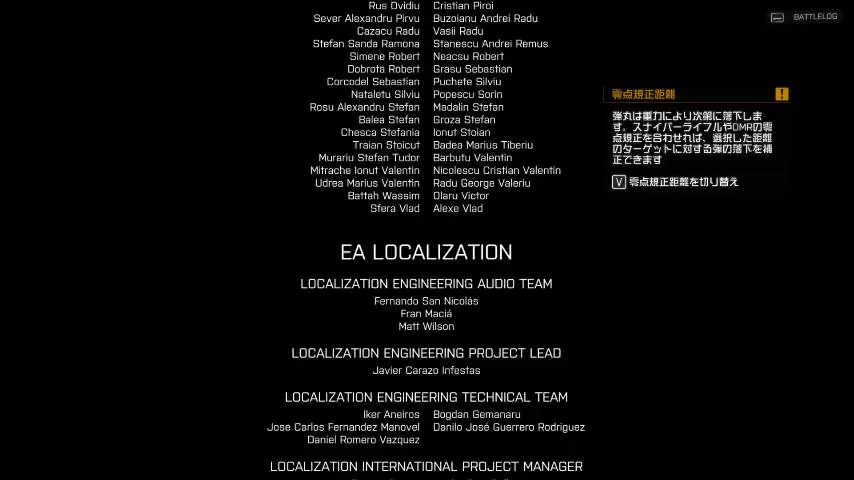 Rus Ovidiu Cristian Piroi
Sever Alexandru Pirvu Buzoianu Andrei Radu
Cazacu Radu Vasii Radu
Stefan Sanda Ramona Stanescu Andrei Remus
Simene Robert Neacsu Robert
Dobrota Robert Grasu Sebastian
Corcodel Sebastian Puchete Silviu
Nataletu Silviu Popescu Sorin
Rosu Alexandru Stefan Madalin Stefan
Balea Stefan Groza Stefan
Chesca Stefania Ionut Stoian
Traian Stoicut Badea Marius Tiberiu
Murariu Stefan Tudor Barbutu Valentin
Mitrache Ionut Valentin Nicolescu Cristian Valentin
Udrea Marius Valentin Radu George Valeriu
Battah Wassim Olaru Victor
Sfera Vlad Alexe Vlad
EA LOCALIZATION
LOCALIZATION ENGINEERING AUDIO TEAM
Fernando San Nicolás
Fran Maciá
Matt Wilson
LOCALIZATION ENGINEERING PROJECT LEAD
Javier Carazo Infestas
LOCALIZATION ENGINEERING TECHNICAL TEAM
Iker Aneiros Bogdan Gemanaru
Jose Carlos Fernandez Manovel Danilo José Guerrero Rodriguez
Daniel Romero Vazquez
LOCALIZATION INTERNATIONAL PROJECT MANAGER
BATTLELOG
零点規正距離 !
弾丸は重力により次第に落下しま
す。スナイパーライフルやDMRの零
点規正を合わせれば、選択した距離
のターゲットに対する弾の落下を補
正できます
V 零点規正距離を切り替え